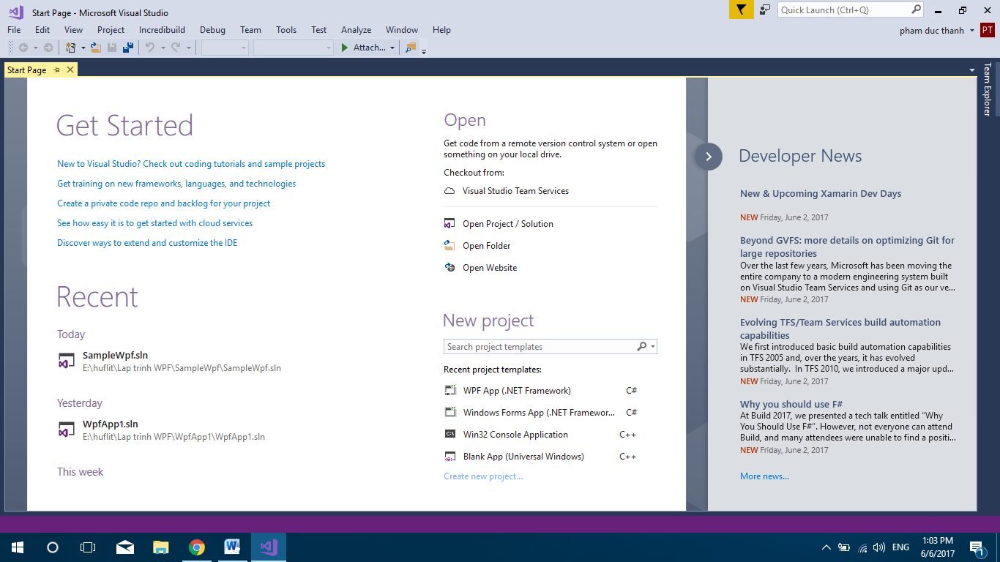 Start Page - Microsoft Visual Studio
Quick Launch (Ctrl+Q)
File Edit View Project Incredibuild Debug Team Tools Test Analyze Window Help
pham duc thanh PT
Attach...
Start Page
Team Explorer
Get Started
New to Visual Studio? Check out coding tutorials and sample projects
Get training on new frameworks, languages, and technologies
Create a private code repo and backlog for your project
See how easy it is to get started with cloud services
Discover ways to extend and customize the IDE
Recent
Today
SampleWpf.sln
E:\huflit\Lap trinh WPF\SampleWpf\SampleWpf.sln
Yesterday
WpfApp1.sln
E:\huflit\Lap trinh WPF\WpfApp1\WpfApp1.sln
This week
Open
Get code from a remote version control system or open
something on your local drive.
Checkout from:
Visual Studio Team Services
Open Project / Solution
Open Folder
Open Website
New project
Search project templates
Recent project templates:
WPF App (.NET Framework) C#
Windows Forms App (.NET Framewor... C#
Win32 Console Application C++
Blank App (Universal Windows) C++
Create new project...
Developer News
New & Upcoming Xamarin Dev Days
NEW Friday, June 2, 2017
Beyond GVFS: more details on optimizing Git for
large repositories
Over the last few years, Microsoft has been moving the
entire company to a modern engineering system built
on Visual Studio Team Services and using Git as our ve...
NEW Friday, June 2, 2017
Evolving TFS/Team Services build automation
capabilities
We first introduced basic build automation capabilities
in TFS 2005 and, over the years, it has evolved
substantially. In TFS 2010, we introduced a major upd...
NEW Friday, June 2, 2017
Why you should use F#
At Build 2017, we presented a tech talk entitled “Why
You Should Use F#”. However, not everyone can attend
Build, and many attendees were unable to find a positi...
NEW Friday, June 2, 2017
More news...
ENG
1:03 PM
6/6/2017
1